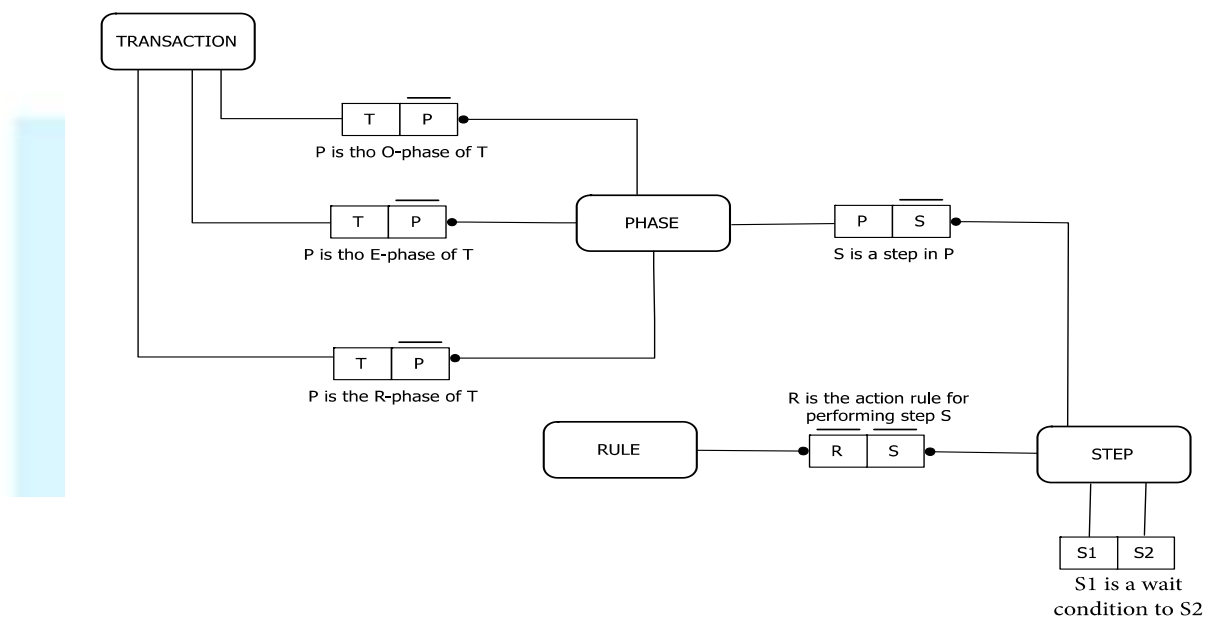 TRANSACTION
T P
P is tho O-phase of T
T P
P is tho E-phase of T
PHASE
P S
S is a step in P
T P
P is the R-phase of T
R is the action rule for
performing step S
RULE
R S
STEP
S1 S2
S1 is a wait
condition to S2